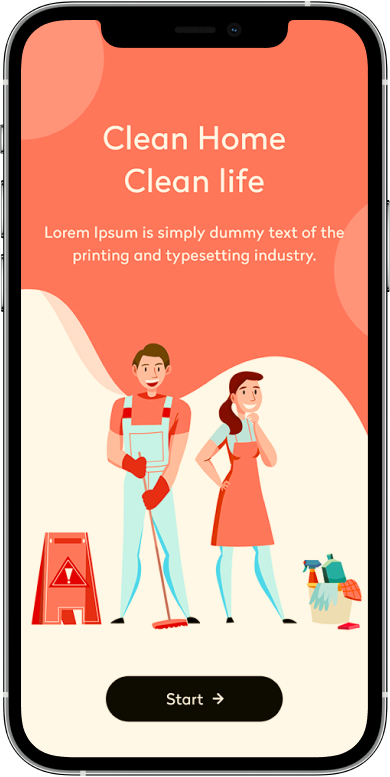 Clean Home
Clean life
Lorem Ipsum is simply dummy text of the
printing and typesetting industry.
Start →